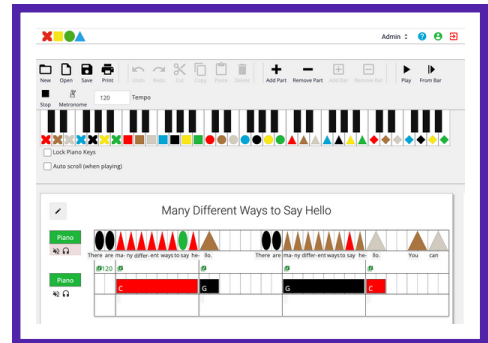 Admin
New Open Save Print Undo Redo Cut Copy Paste Delete Add Part Remove Part Add Bar Remove Bar Play From Bar
Stop Metronome 120 Tempo
Lock Piano Keys
Auto scroll (when playing)
Many Different Ways to Say Hello
Piano
There are ma- ny differ-ent ways to say he- llo. There are ma-ny differ-ent ways to say he- llo. You can
120
Piano
C G G C